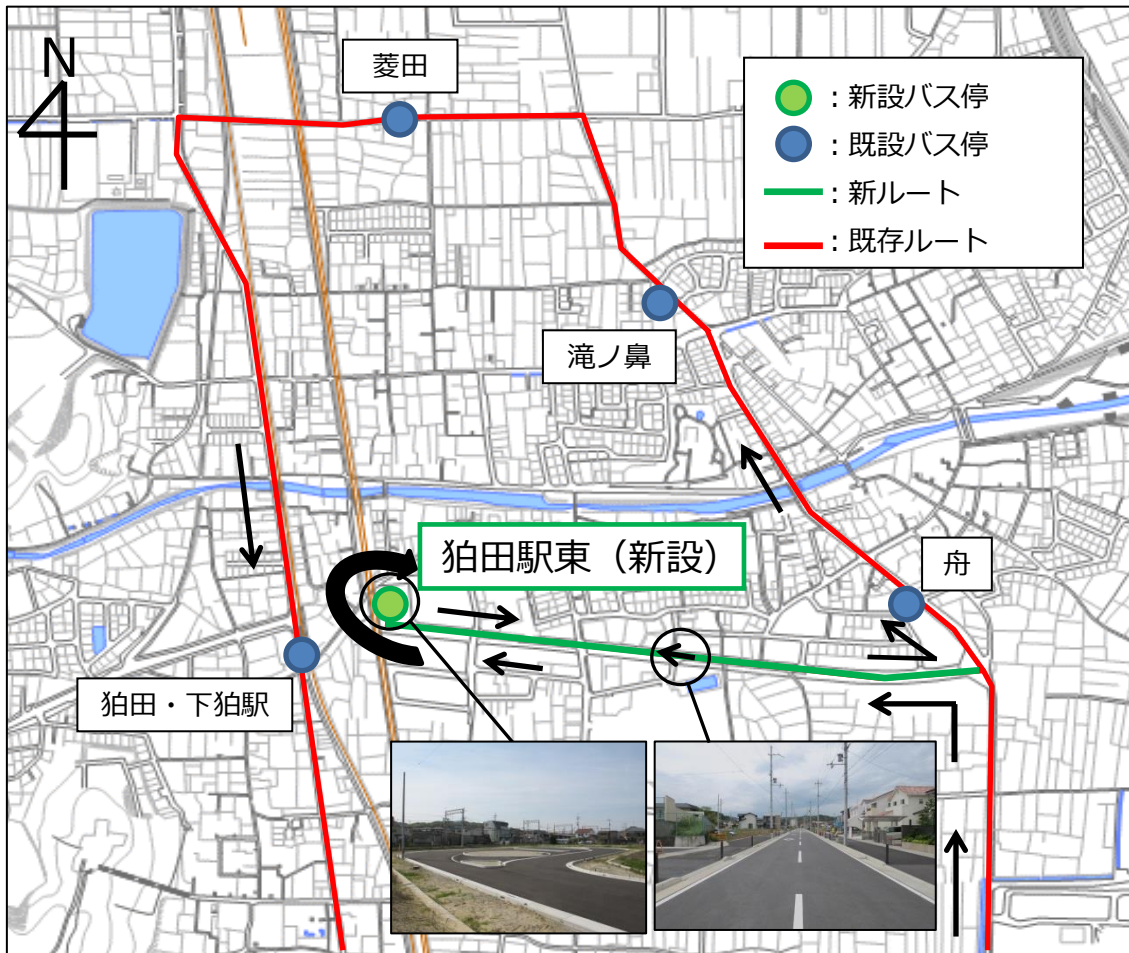 N
菱田
：新設バス停
：既設バス停
：新ルート
：既存ルート
滝ノ鼻
狛田駅東（新設）
舟
狛田・下狛駅